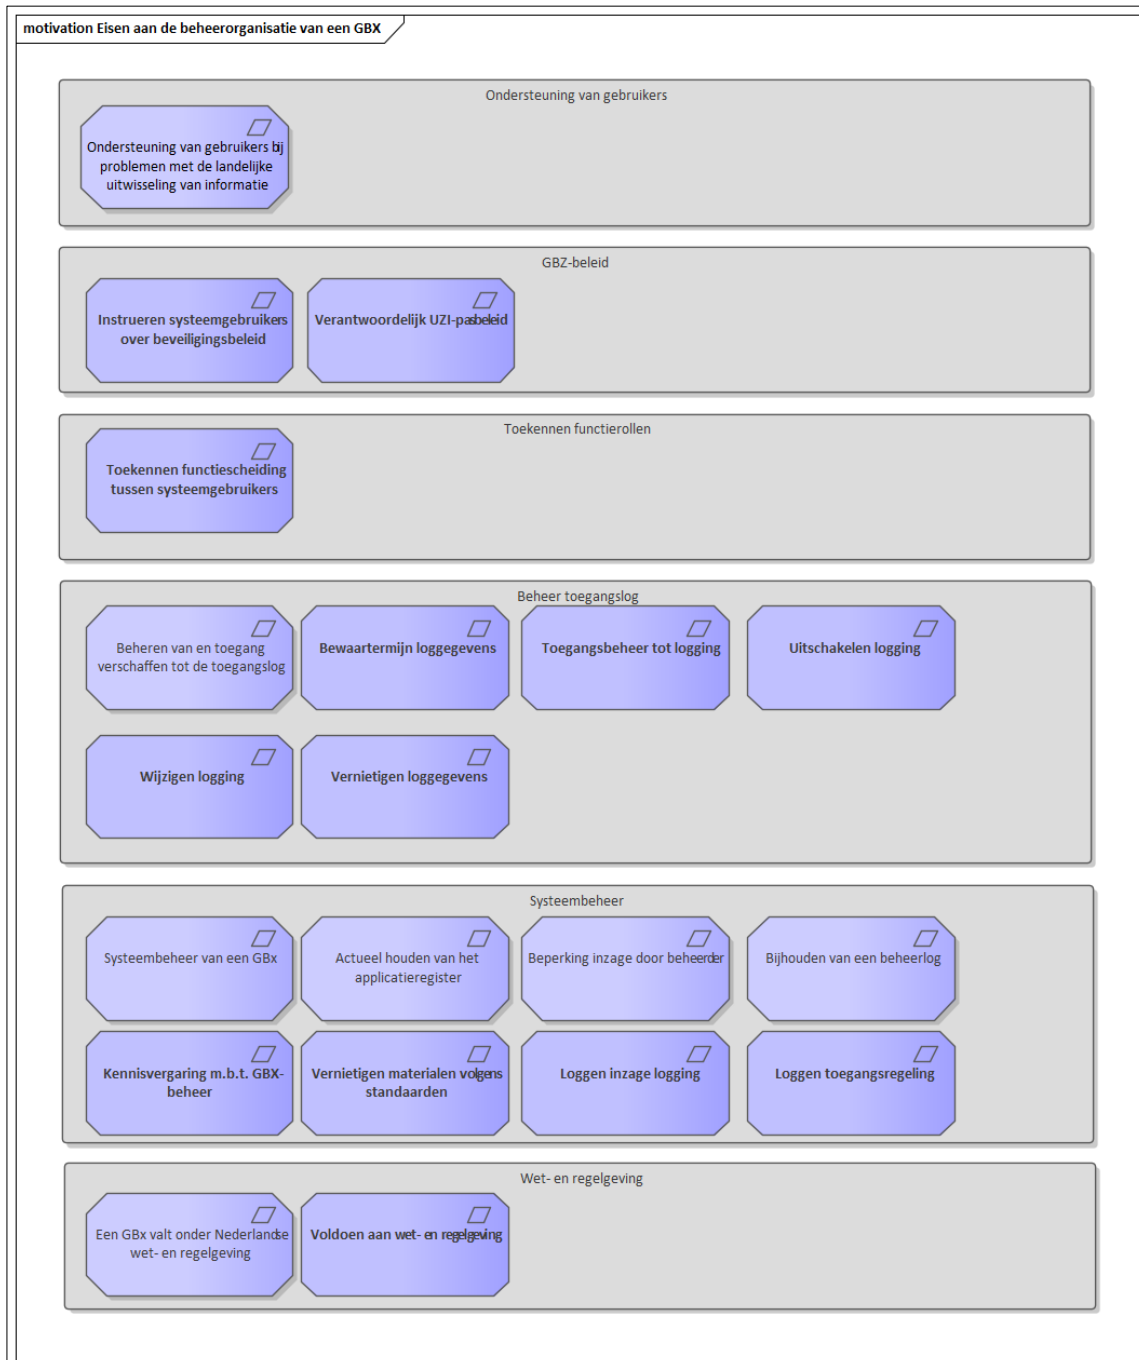 motivation Eisen aan de beheerorganisatie van een GBX
Ondersteuning van gebruikers
Ondersteuning van gebruikers bij
problemen met de landelijke
uitwisseling van informatie
GBZ-beleid
Instrueren systeemgebruikers
over beveiligingsbeleid
Verantwoordelijk UZI-pasbeleid
Toekennen functierollen
Toekennen functiescheiding
tussen systeemgebruikers
Beheer toegangslog
Beheren van en toegang
verschaffen tot de toegangslog
Bewaartermijn loggegevens
Toegangsbeheer tot logging
Uitschakelen logging
Wijzigen logging
Vernietigen loggegevens
Systeembeheer
Systeembeheer van een GBx
Actueel houden van het
applicatieregister
Beperking inzage door beheerder
Bijhouden van een beheerlog
Kennisvergaring m.b.t. GBX-
beheer
Vernietigen materialen volgens
standaarden
Loggen inzage logging
Loggen toegangsregeling
Wet- en regelgeving
Een GBx valt onder Nederlandse
wet- en regelgeving
Voldoen aan wet- en regelgeving